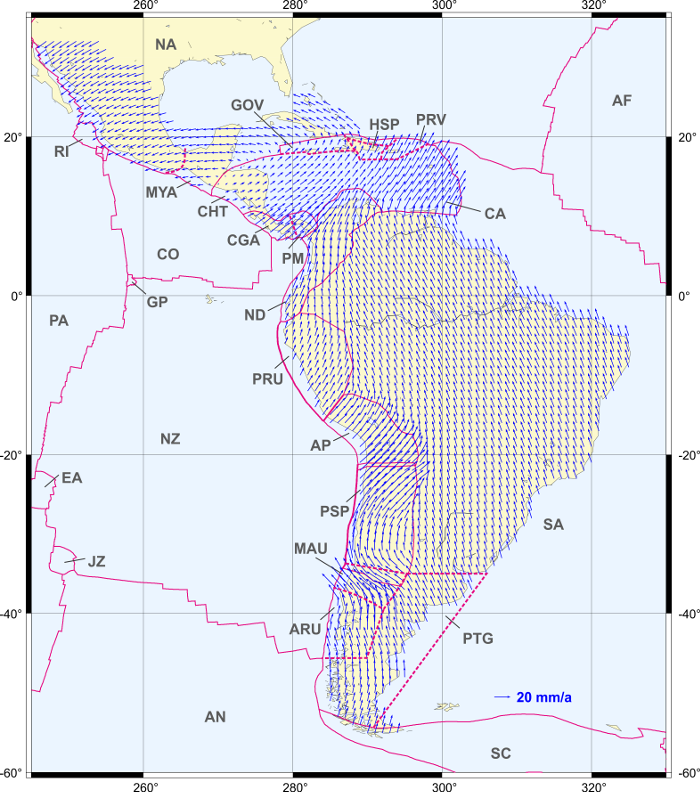 260° 280° 300° 320°
NA
AF
GOV
HSP PRV
20° 20°
RI
MYA
CHT
CA
CGA
PM
CO
0° 0°
GP
ND
PA
PRU
NZ
AP
-20° -20°
EA
PSP
SA
MAU
JZ
-40° -40°
ARU
PTG
20 mm/a
AN
SC
-60° -60°
260° 280° 300° 320°